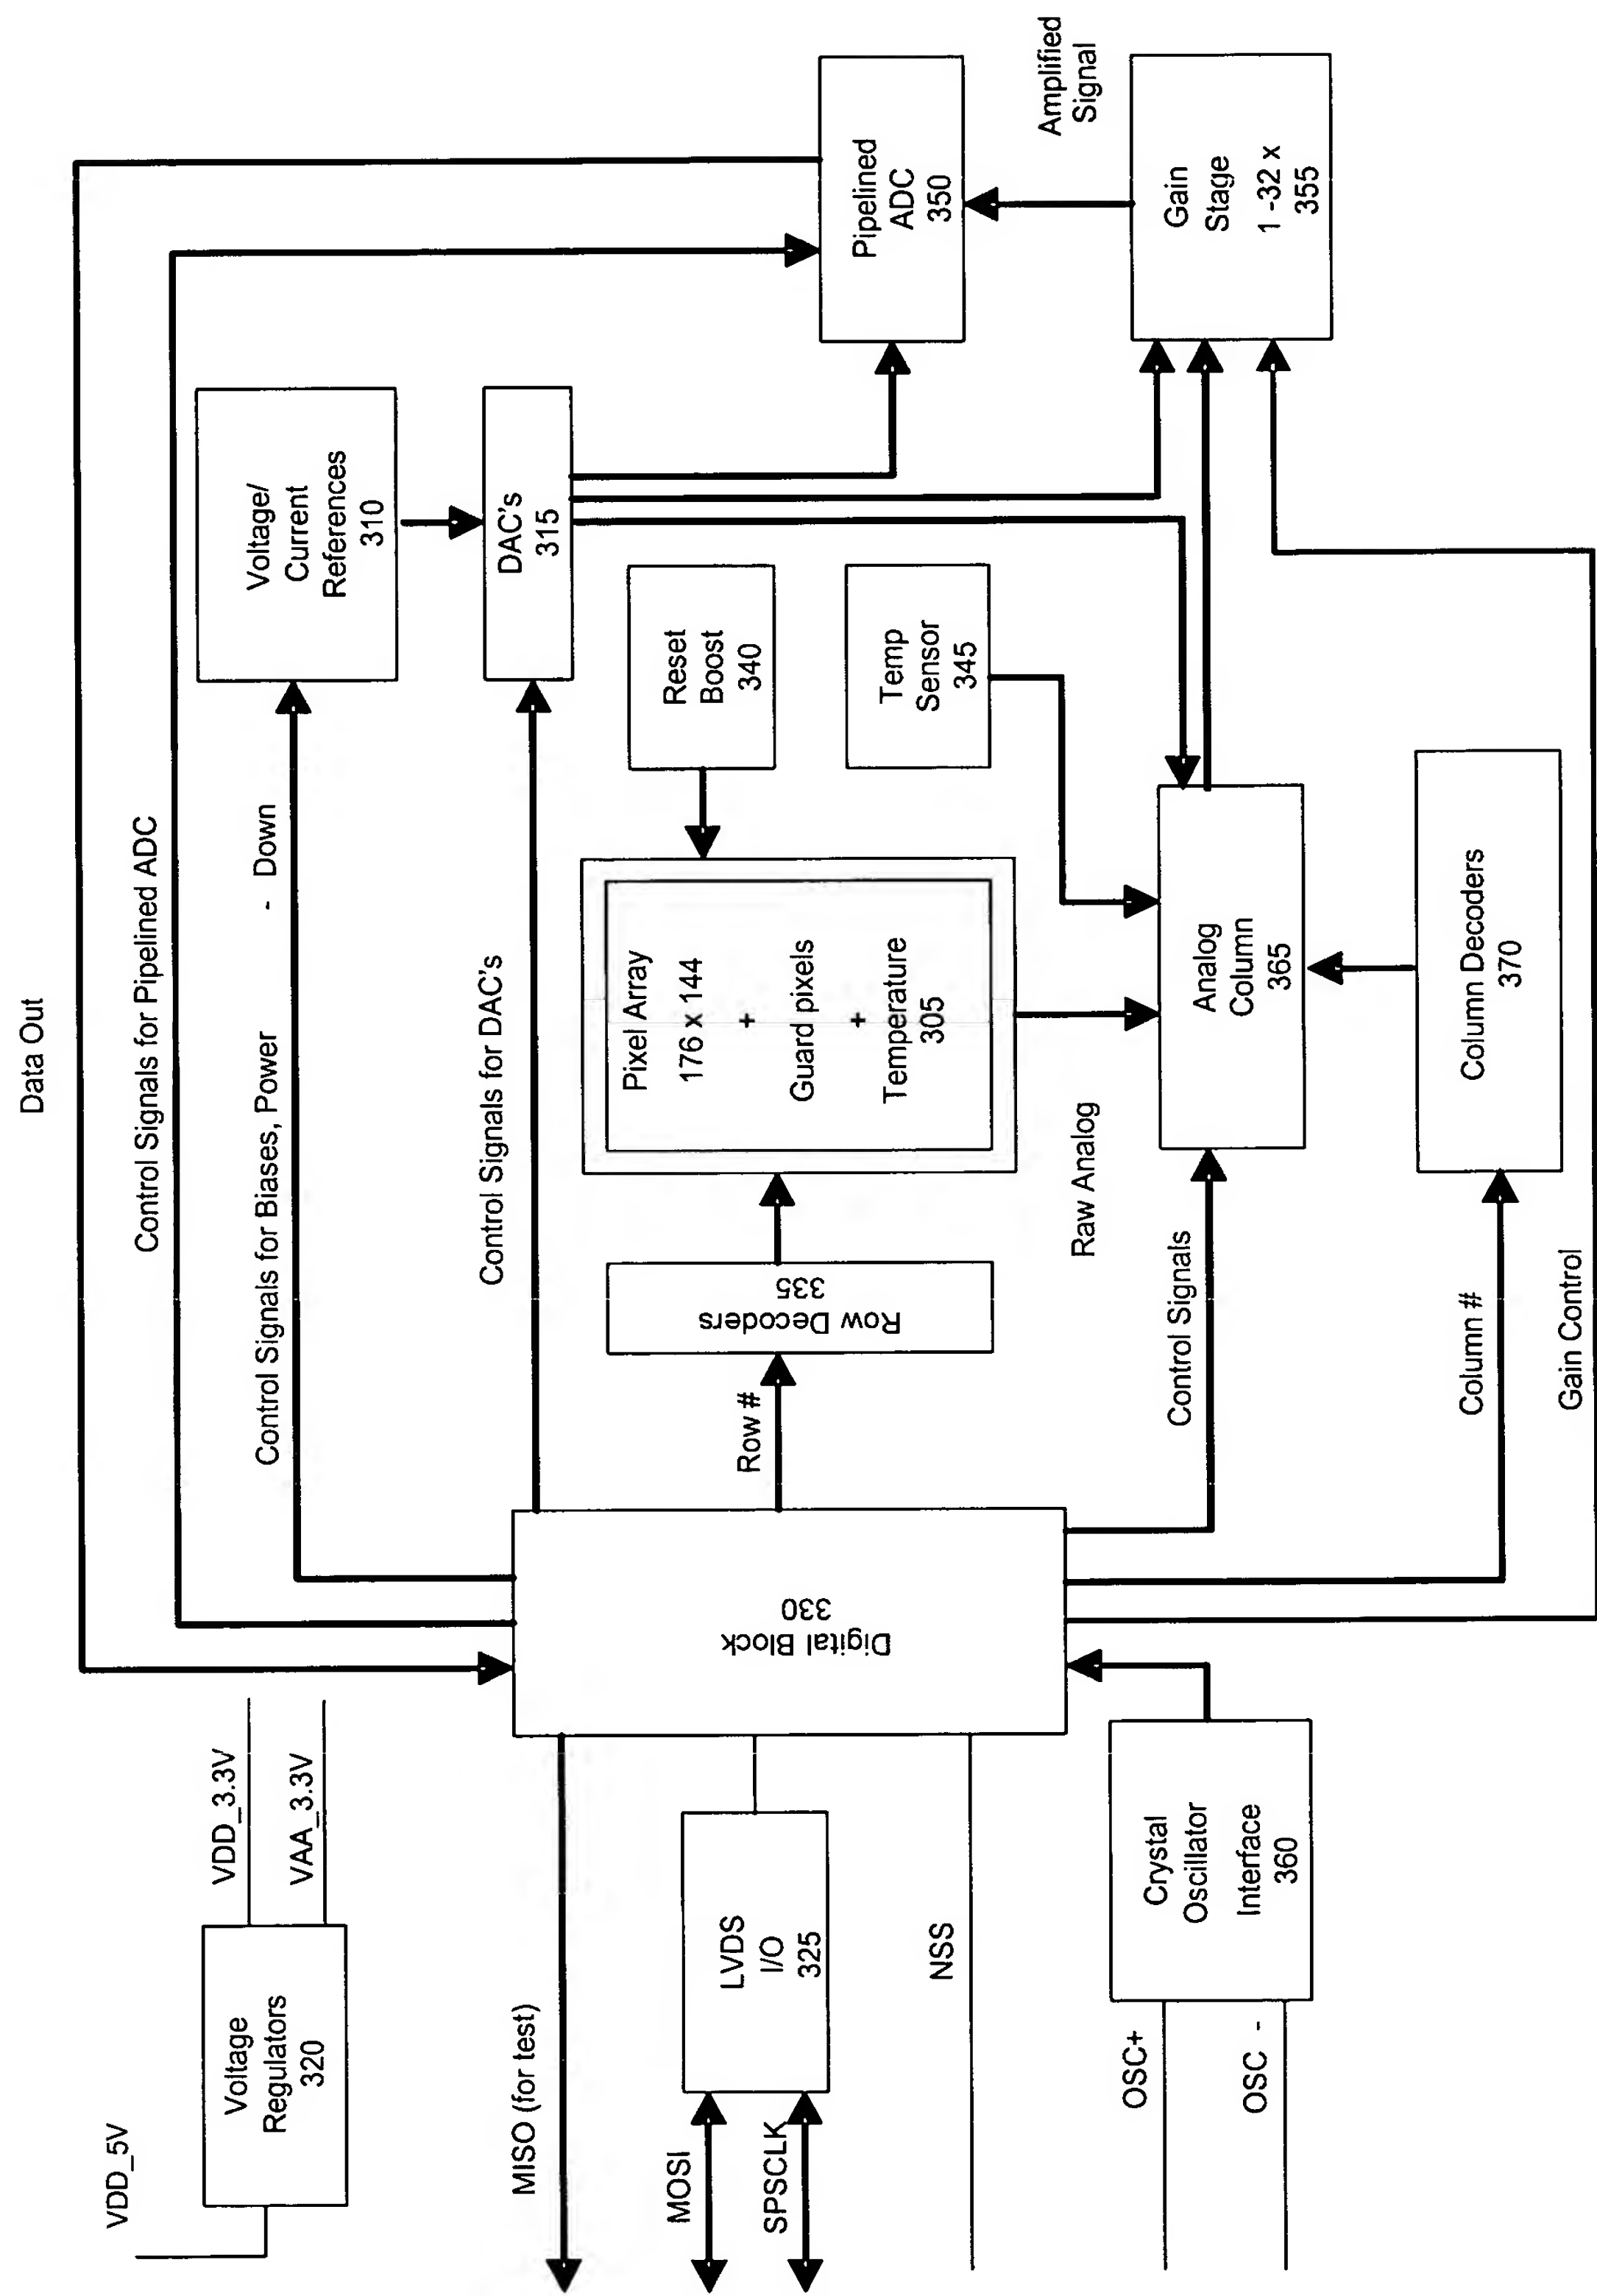 Data Out
Control Signals for Pipelined ADC
Control Signals for Biases, Power - Down
VDD_5V
Voltage
Regulators
320
VDD_3.3V
VAA_3.3V
Voltage/
Current
References
310
Control Signals for DAC's
DAC's
315
MISO (for test)
Digital Block
330
Row #
Row Decoders
335
Pixel Array
176 x 144
+
Guard pixels
+
Temperature
305
Reset
Boost
340
Temp
Sensor
345
Pipelined
ADC
350
Amplified
Signal
MOSI
SPSCLK
LVDS
I/O
325
NSS
Raw Analog
Control Signals
Analog
Column
365
Gain
Stage
1 -32 x
355
OSC+
OSC -
Crystal
Oscillator
Interface
360
Column #
Column Decoders
370
Gain Control